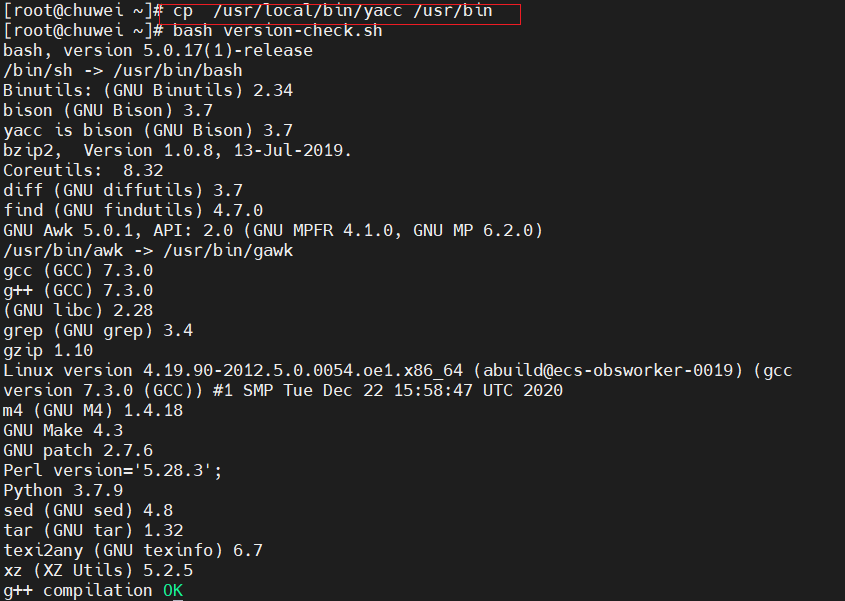 [root@chuwei ~]# cp  /usr/local/bin/yacc /usr/bin
[root@chuwei ~]# bash version-check.sh
bash, version 5.0.17(1)-release
/bin/sh -> /usr/bin/bash
Binutils: (GNU Binutils) 2.34
bison (GNU Bison) 3.7
yacc is bison (GNU Bison) 3.7
bzip2,  Version 1.0.8, 13-Jul-2019.
Coreutils:  8.32
diff (GNU diffutils) 3.7
find (GNU findutils) 4.7.0
GNU Awk 5.0.1, API: 2.0 (GNU MPFR 4.1.0, GNU MP 6.2.0)
/usr/bin/awk -> /usr/bin/gawk
gcc (GCC) 7.3.0
g++ (GCC) 7.3.0
(GNU libc) 2.28
grep (GNU grep) 3.4
gzip 1.10
Linux version 4.19.90-2012.5.0.0054.oe1.x86_64 (abuild@ecs-obsworker-0019) (gcc
version 7.3.0 (GCC)) #1 SMP Tue Dec 22 15:58:47 UTC 2020
m4 (GNU M4) 1.4.18
GNU Make 4.3
GNU patch 2.7.6
Perl version='5.28.3';
Python 3.7.9
sed (GNU sed) 4.8
tar (GNU tar) 1.32
texi2any (GNU texinfo) 6.7
xz (XZ Utils) 5.2.5
g++ compilation OK